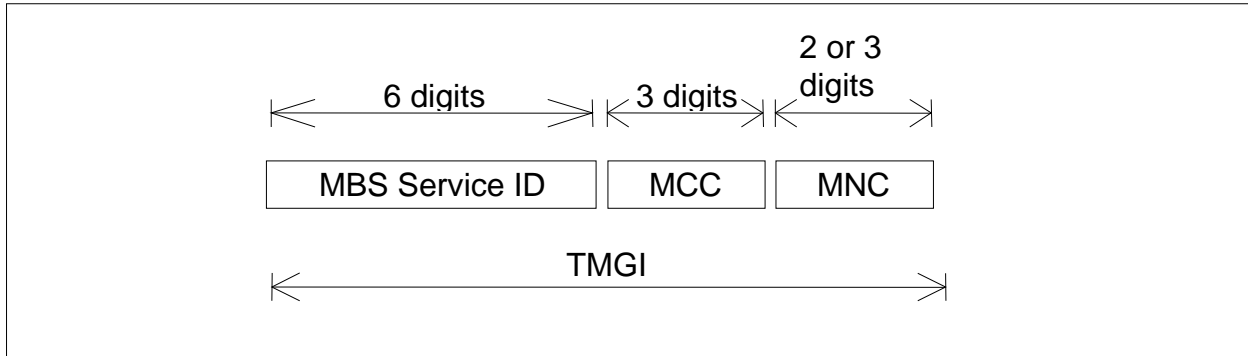 2 or 3
digits
6 digits
3 digits
MBS Service ID
MCC
MNC
TMGI